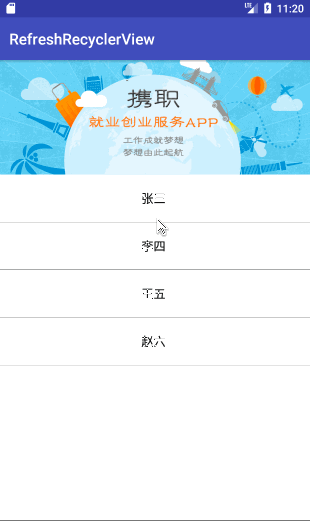 LTE 11:20
RefreshRecyclerView
携职
就业创业服务APP
工作成就梦想
梦想由此起航
张三
李四
王五
赵六